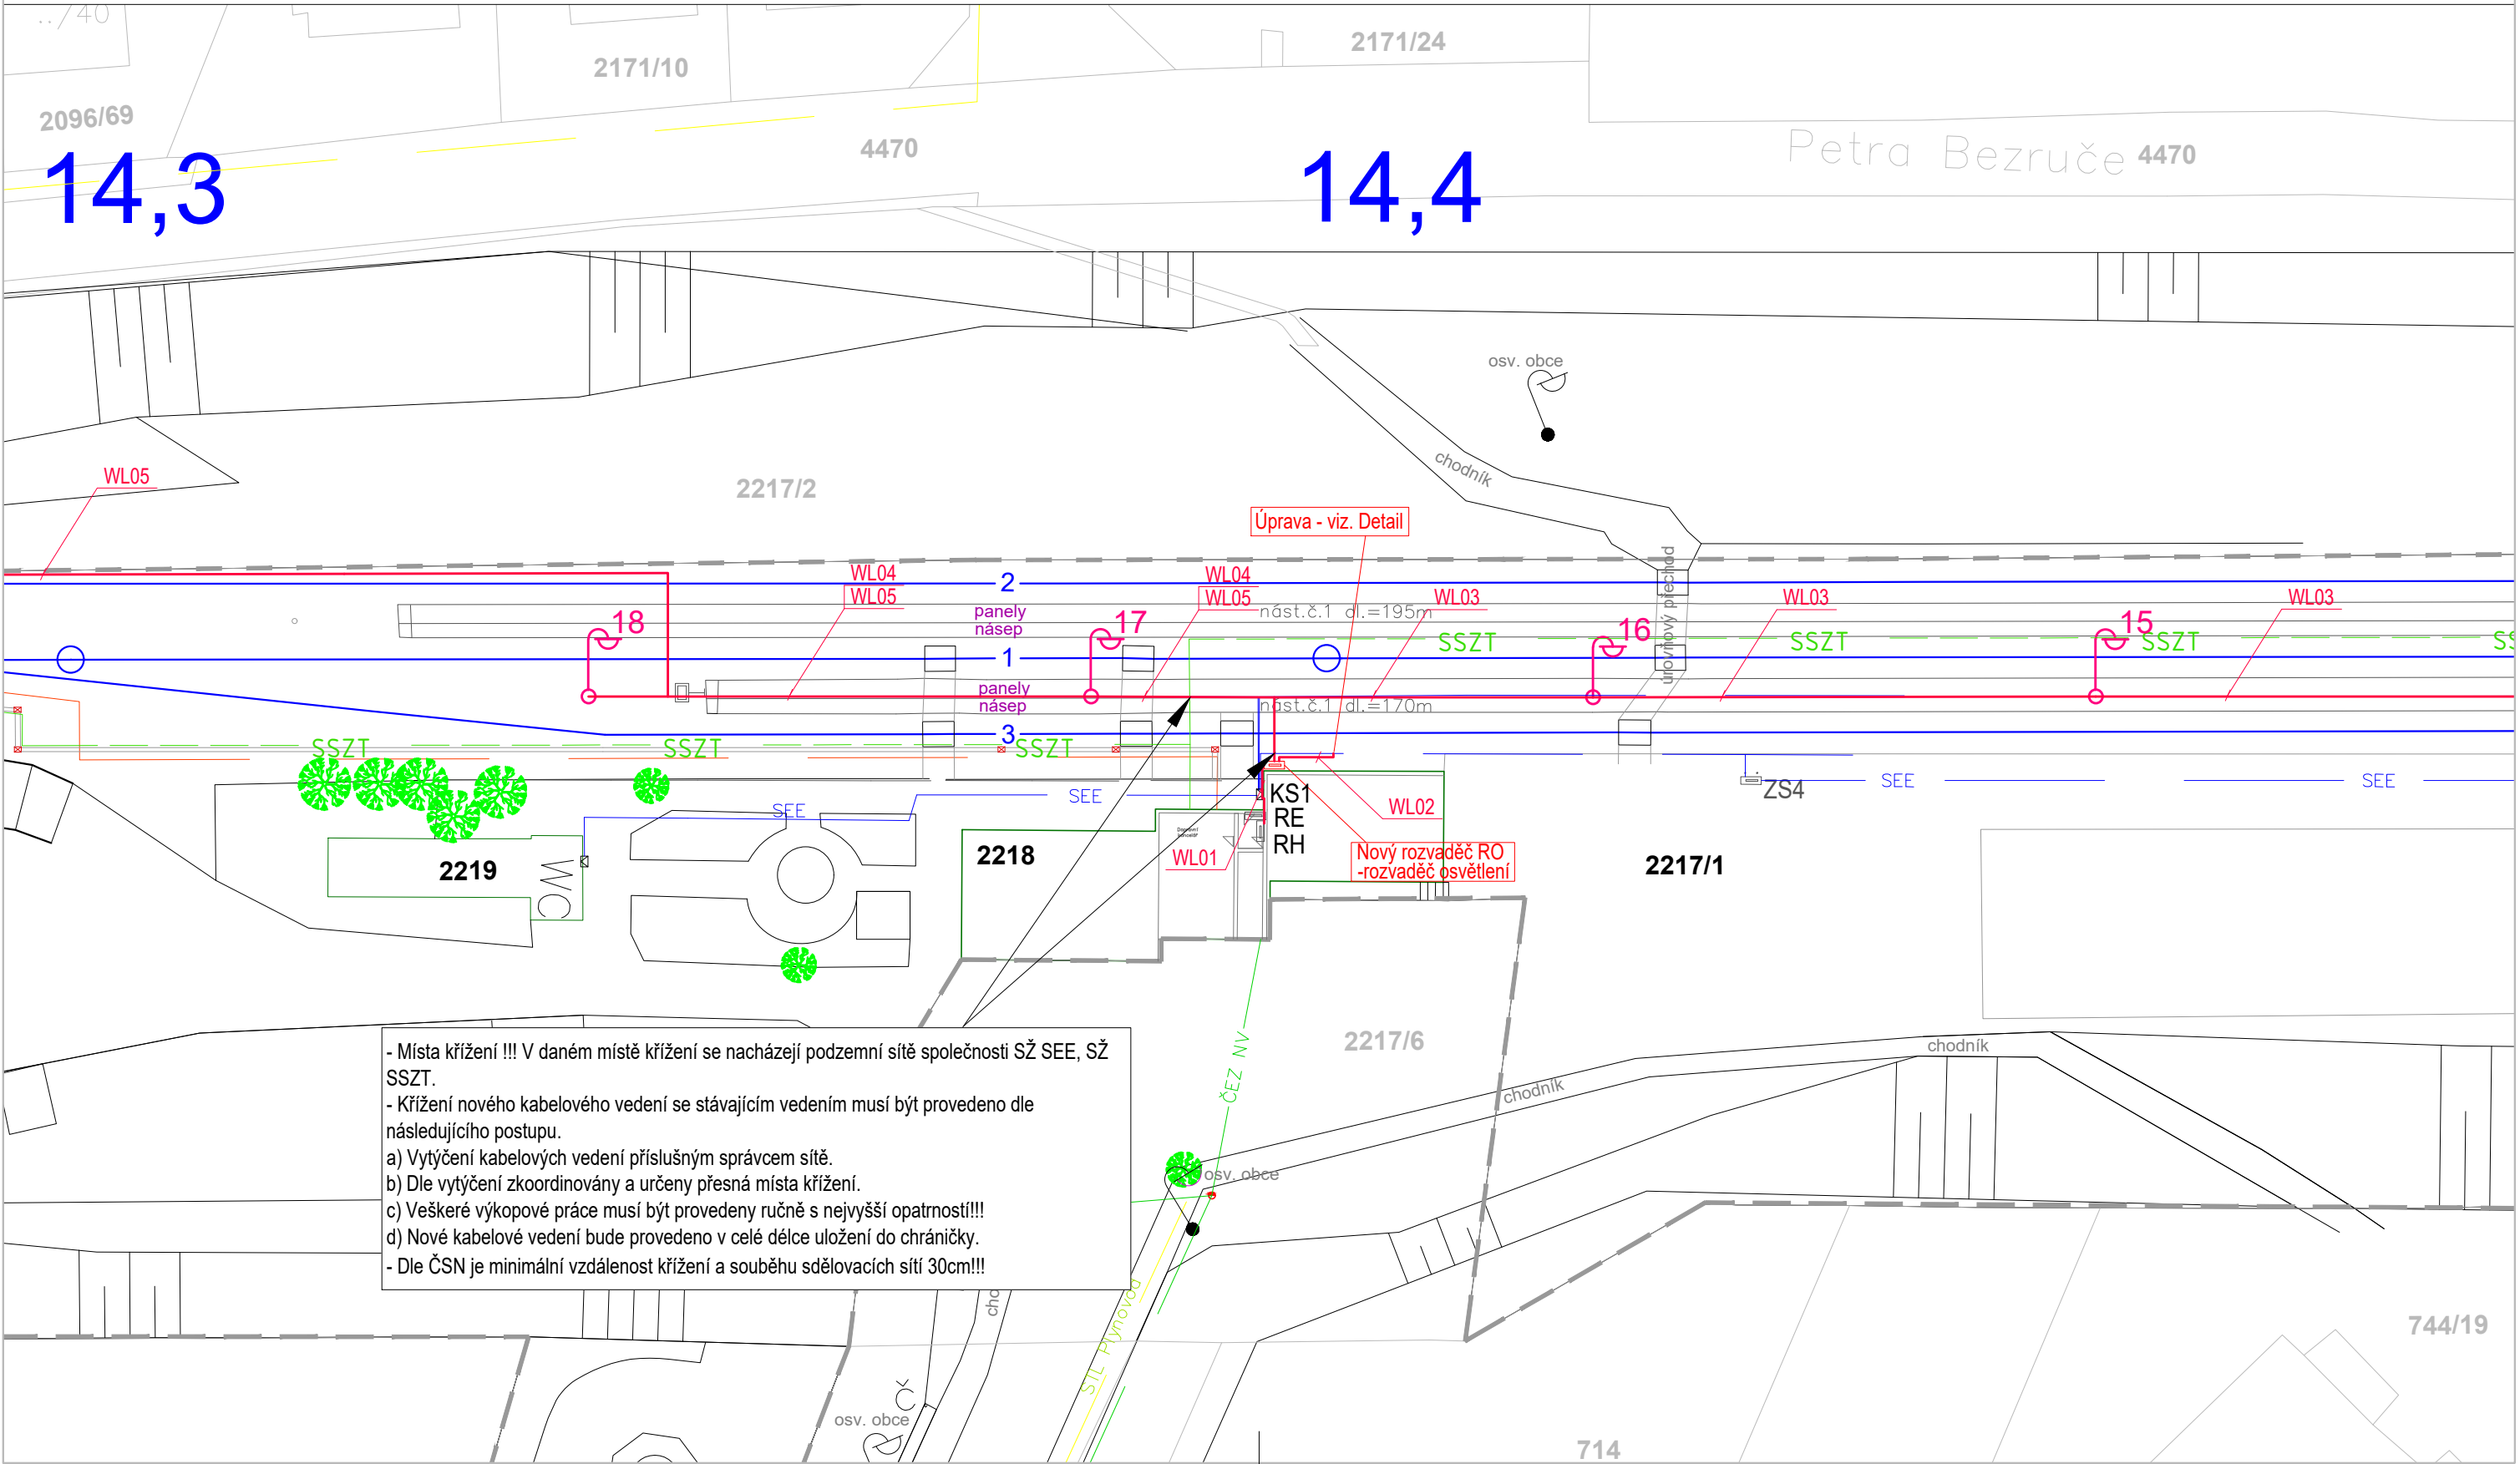 ../40
2171/10
2171/24
2096/69
4470
Petra Bezruče 4470
14,3
14,4
osv. obce
chodník
WL05
2217/2
Úprava - viz. Detail
úrovňový přechod
WL04
WL05
2
WL04
WL05
nást.č.1 dl.=195m
WL03
WL03
WL03
panely
násep
18
17
16
15
SSZT
SSZT
SSZT
SS
1
panely
násep
nást.č.1 dl.=170m
3
SSZT
SSZT
SSZT
SEE
SEE
SEE
SEE
ZS4
KS1
RE
RH
WL02
WL01
Dopravní
kancelář
Nový rozvaděč RO
-rozvaděč osvětlení
2219
WC
2218
2217/1
2217/6
ČEZ NV
chodník
chodník
- Místa křížení !!! V daném místě křížení se nacházejí podzemní sítě společnosti SŽ SEE, SŽ
SSZT.
- Křížení nového kabelového vedení se stávajícím vedením musí být provedeno dle
následujícího postupu.
a) Vytýčení kabelových vedení příslušným správcem sítě.
b) Dle vytýčení zkoordinovány a určeny přesná místa křížení.
c) Veškeré výkopové práce musí být provedeny ručně s nejvyšší opatrností!!!
d) Nové kabelové vedení bude provedeno v celé délce uložení do chráničky.
- Dle ČSN je minimální vzdálenost křížení a souběhu sdělovacích sítí 30cm!!!
osv. obce
cho
STL Plynovod
Č
osv. obce
744/19
714